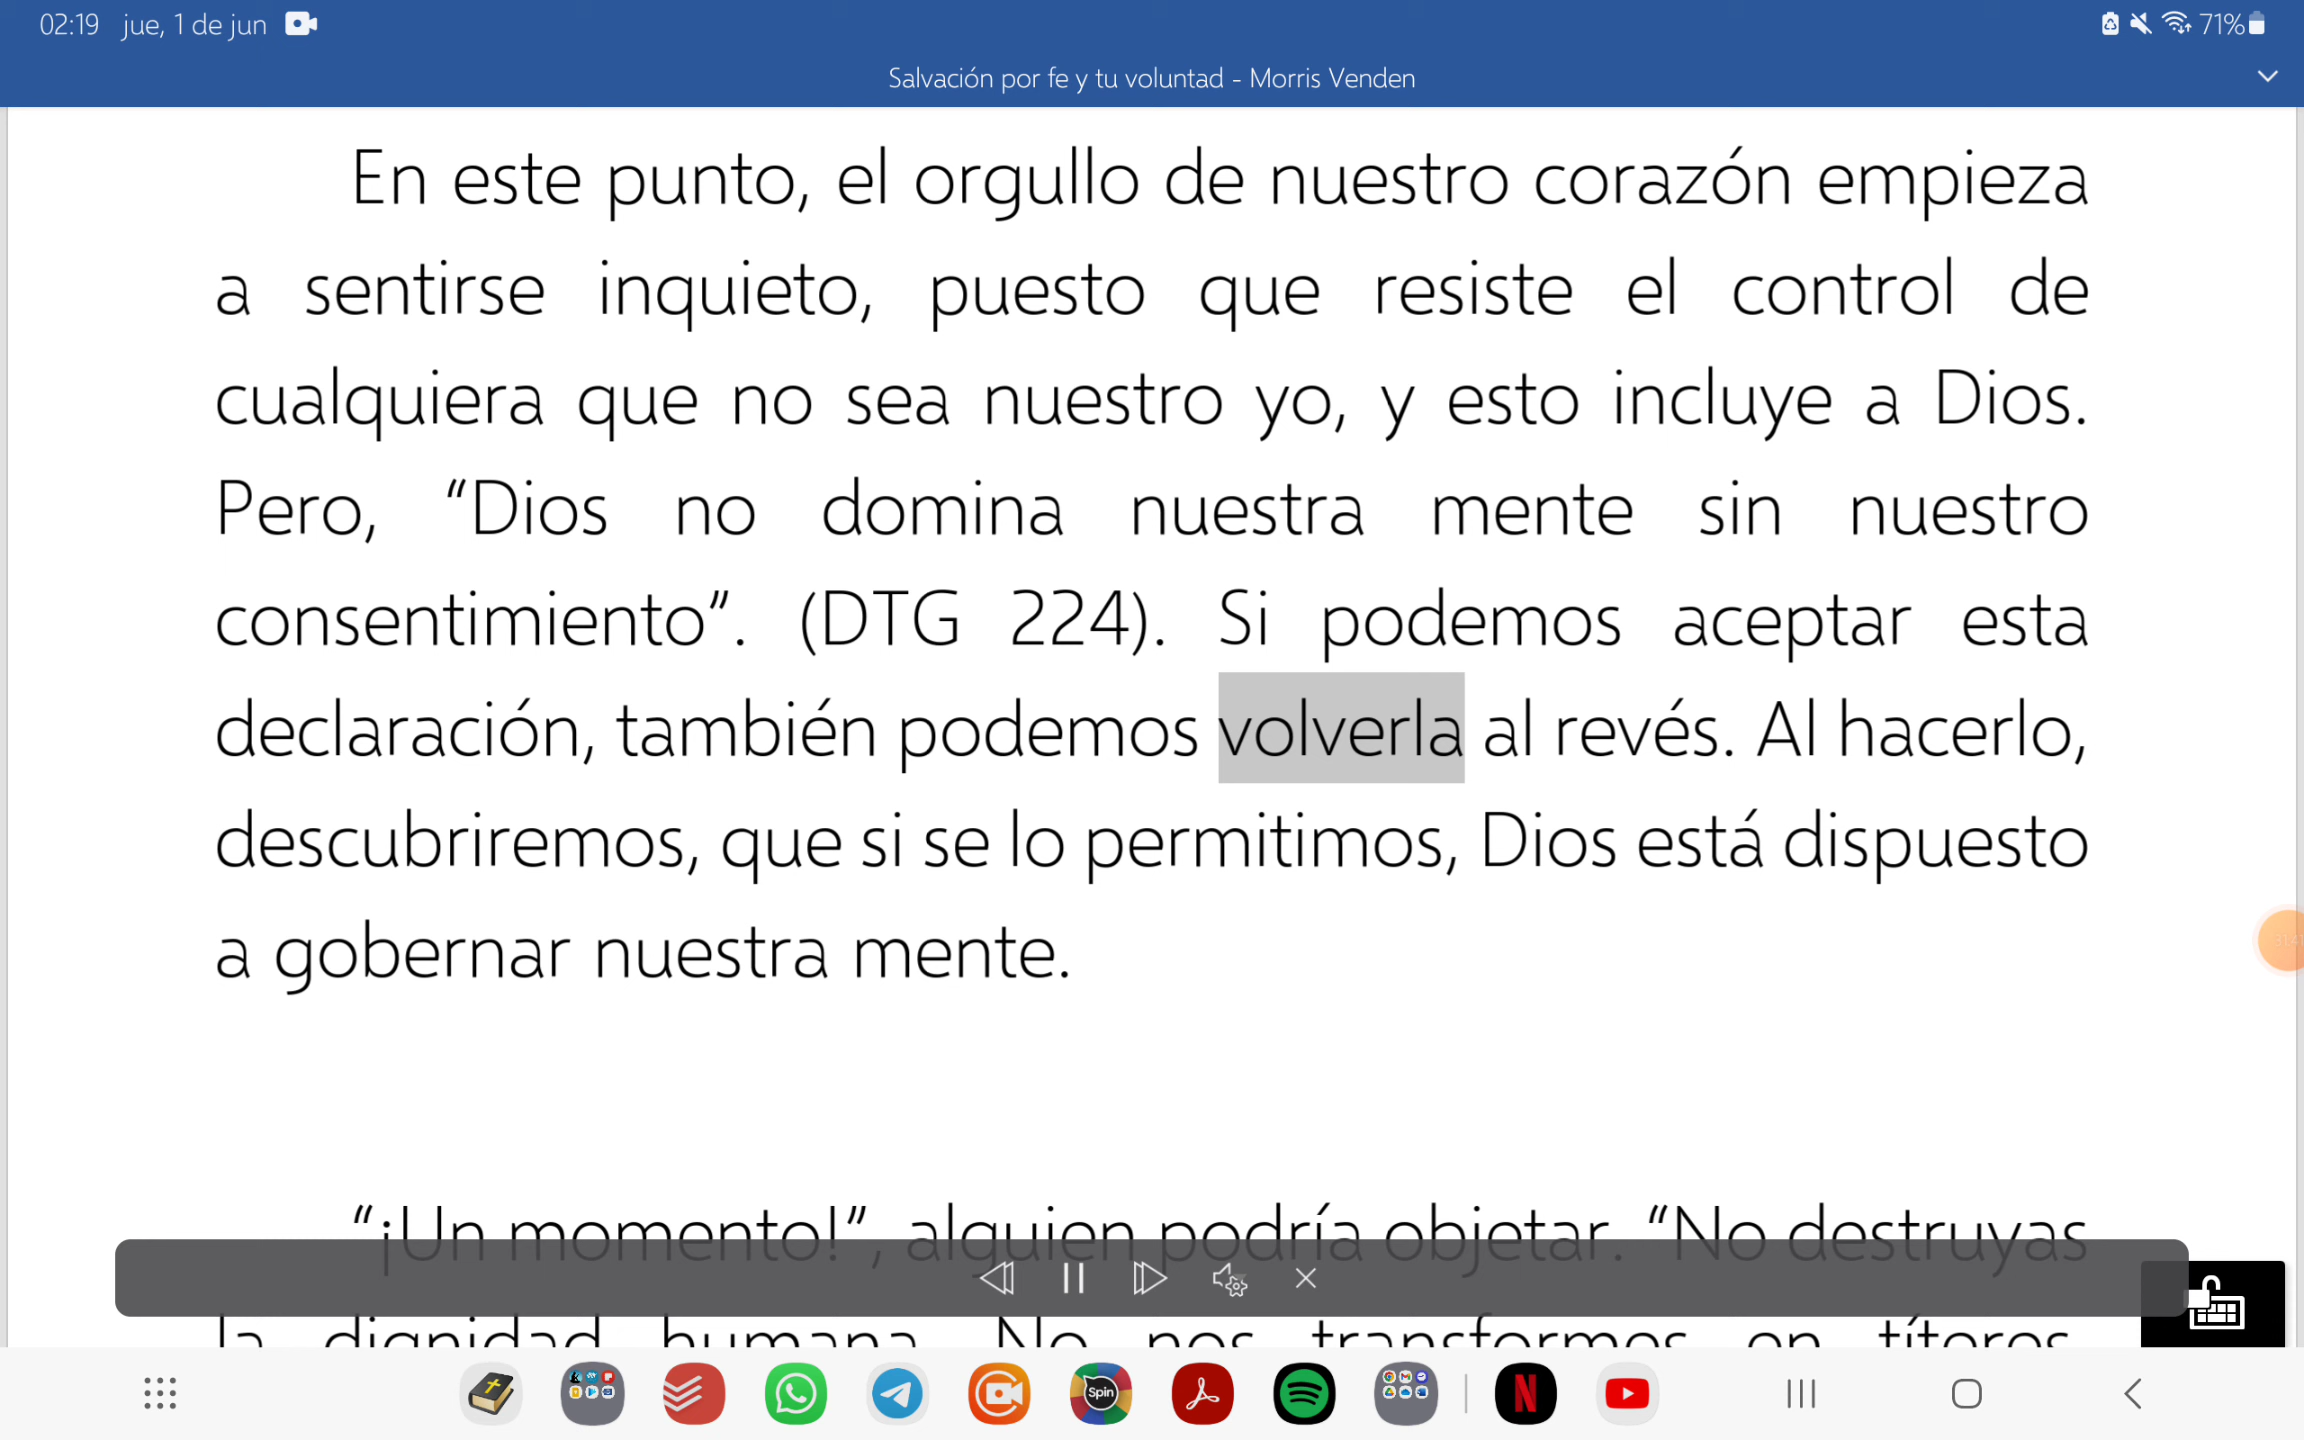 02:19 jue, 1 de jun 71%
Salvación por fe y tu voluntad - Morris Venden
En este punto, el orgullo de nuestro corazón empieza
a sentirse inquieto, puesto que resiste el control de
cualquiera que no sea nuestro yo, y esto incluye a Dios.
Pero, “Dios no domina nuestra mente sin nuestro
consentimiento”. (DTG 224). Si podemos aceptar esta
declaración, también podemos volverla al revés. Al hacerlo,
descubriremos, que si se lo permitimos, Dios está dispuesto
a gobernar nuestra mente.
“¡Un momento!”, alguien podría objetar. “No destruyas
la dignidad humana. No nos transformes en títeres.
Spin